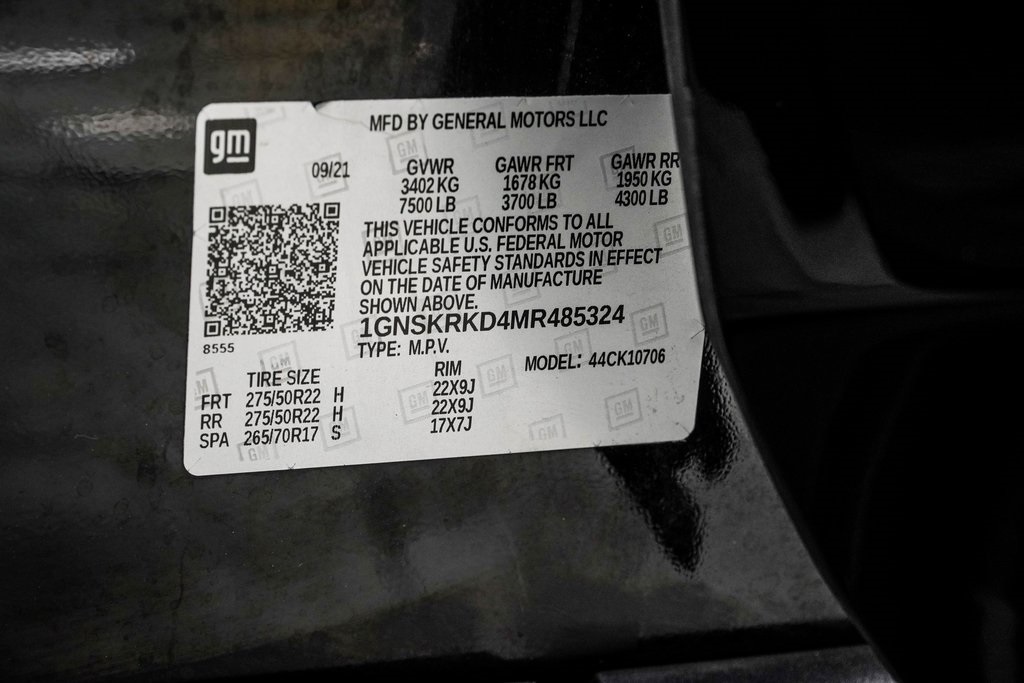 gm
MFD BY GENERAL MOTORS LLC
09/21 GVWR GAWR FRT GAWR RR
3402 KG 1678 KG 1950 KG
7500 LB 3700 LB 4300 LB
THIS VEHICLE CONFORMS TO ALL
APPLICABLE U.S. FEDERAL MOTOR
VEHICLE SAFETY STANDARDS IN EFFECT
ON THE DATE OF MANUFACTURE
SHOWN ABOVE.
1GNSKRKD4MR485324
8555
TYPE: M.P.V. MODEL: 44CK10706
TIRE SIZE RIM
FRT 275/50R22 H 22X9J
RR 275/50R22 H 22X9J
SPA 265/70R17 S 17X7J